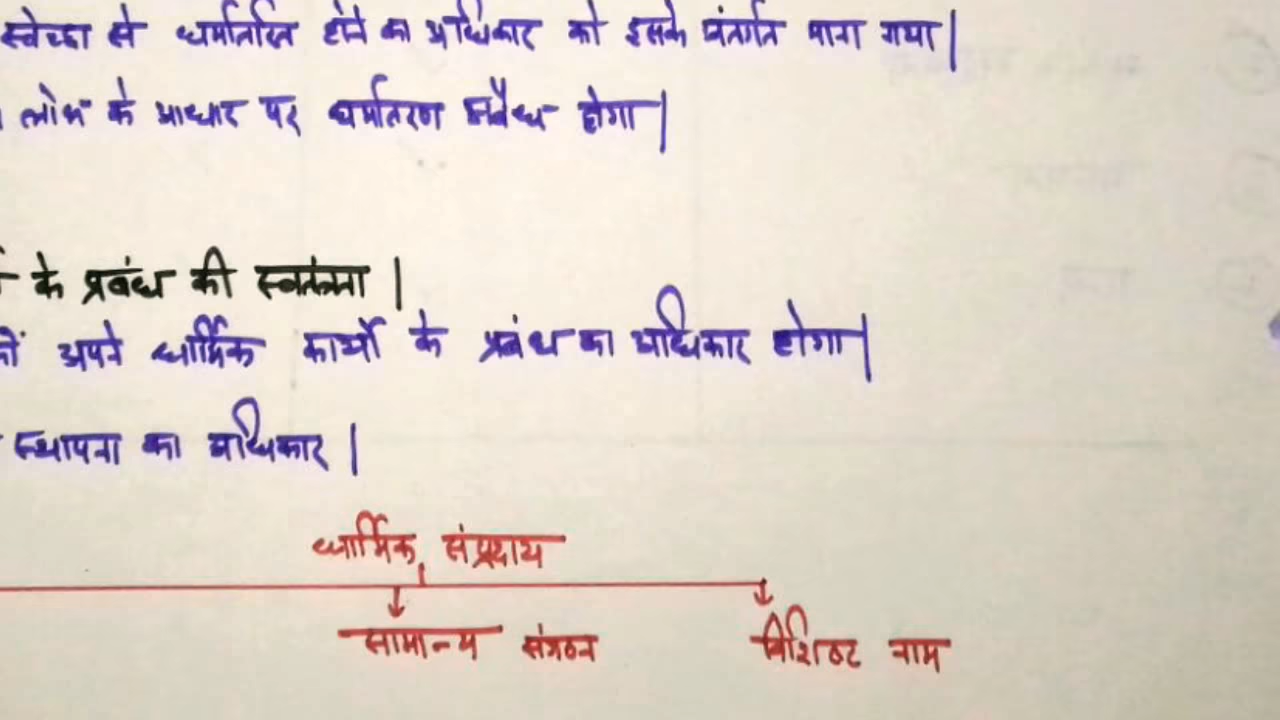 स्वेच्छा से धर्मातरित होने का अधिकार को इसके अंतर्गत माना गया|
लोभ के आधार पर धर्मातरण अवैध होगा|
के प्रबंध की स्वतंत्रता|
अपने धार्मिक कार्यो के प्रबंध का अधिकार होगा|
स्थापना का अधिकार|
धार्मिक संप्रदाय
सामान्य संगठन विशिष्ट नाम